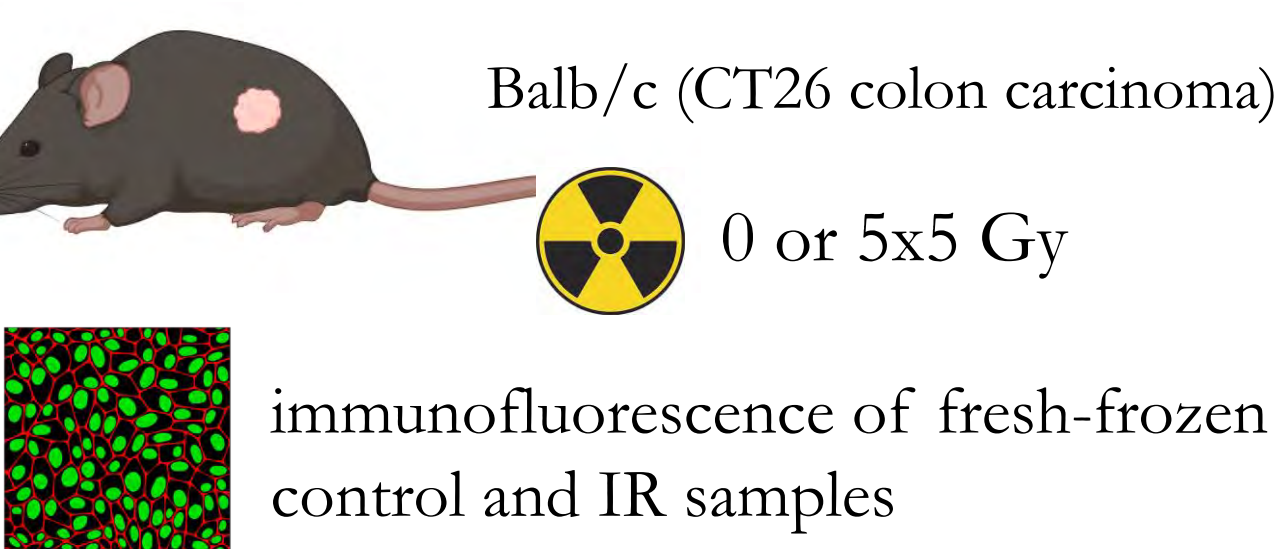 Balb/c (CT26 colon carcinoma)
0 or 5x5 Gy
immunofluorescence of fresh-frozen
control and IR samples